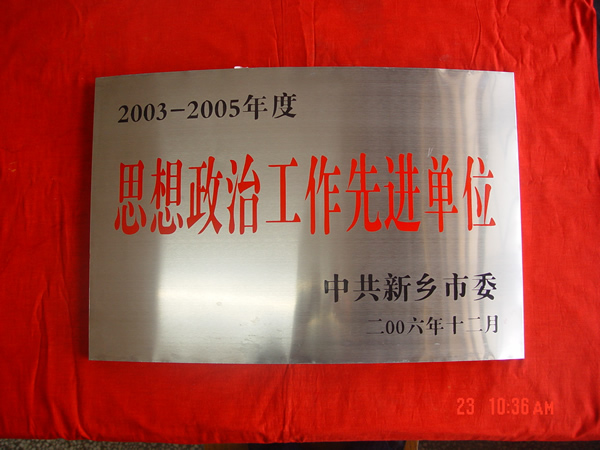 2003-2005年度
思想政治工作先进单位
中共新乡市委
二00六年十二月
23 10:36 AM